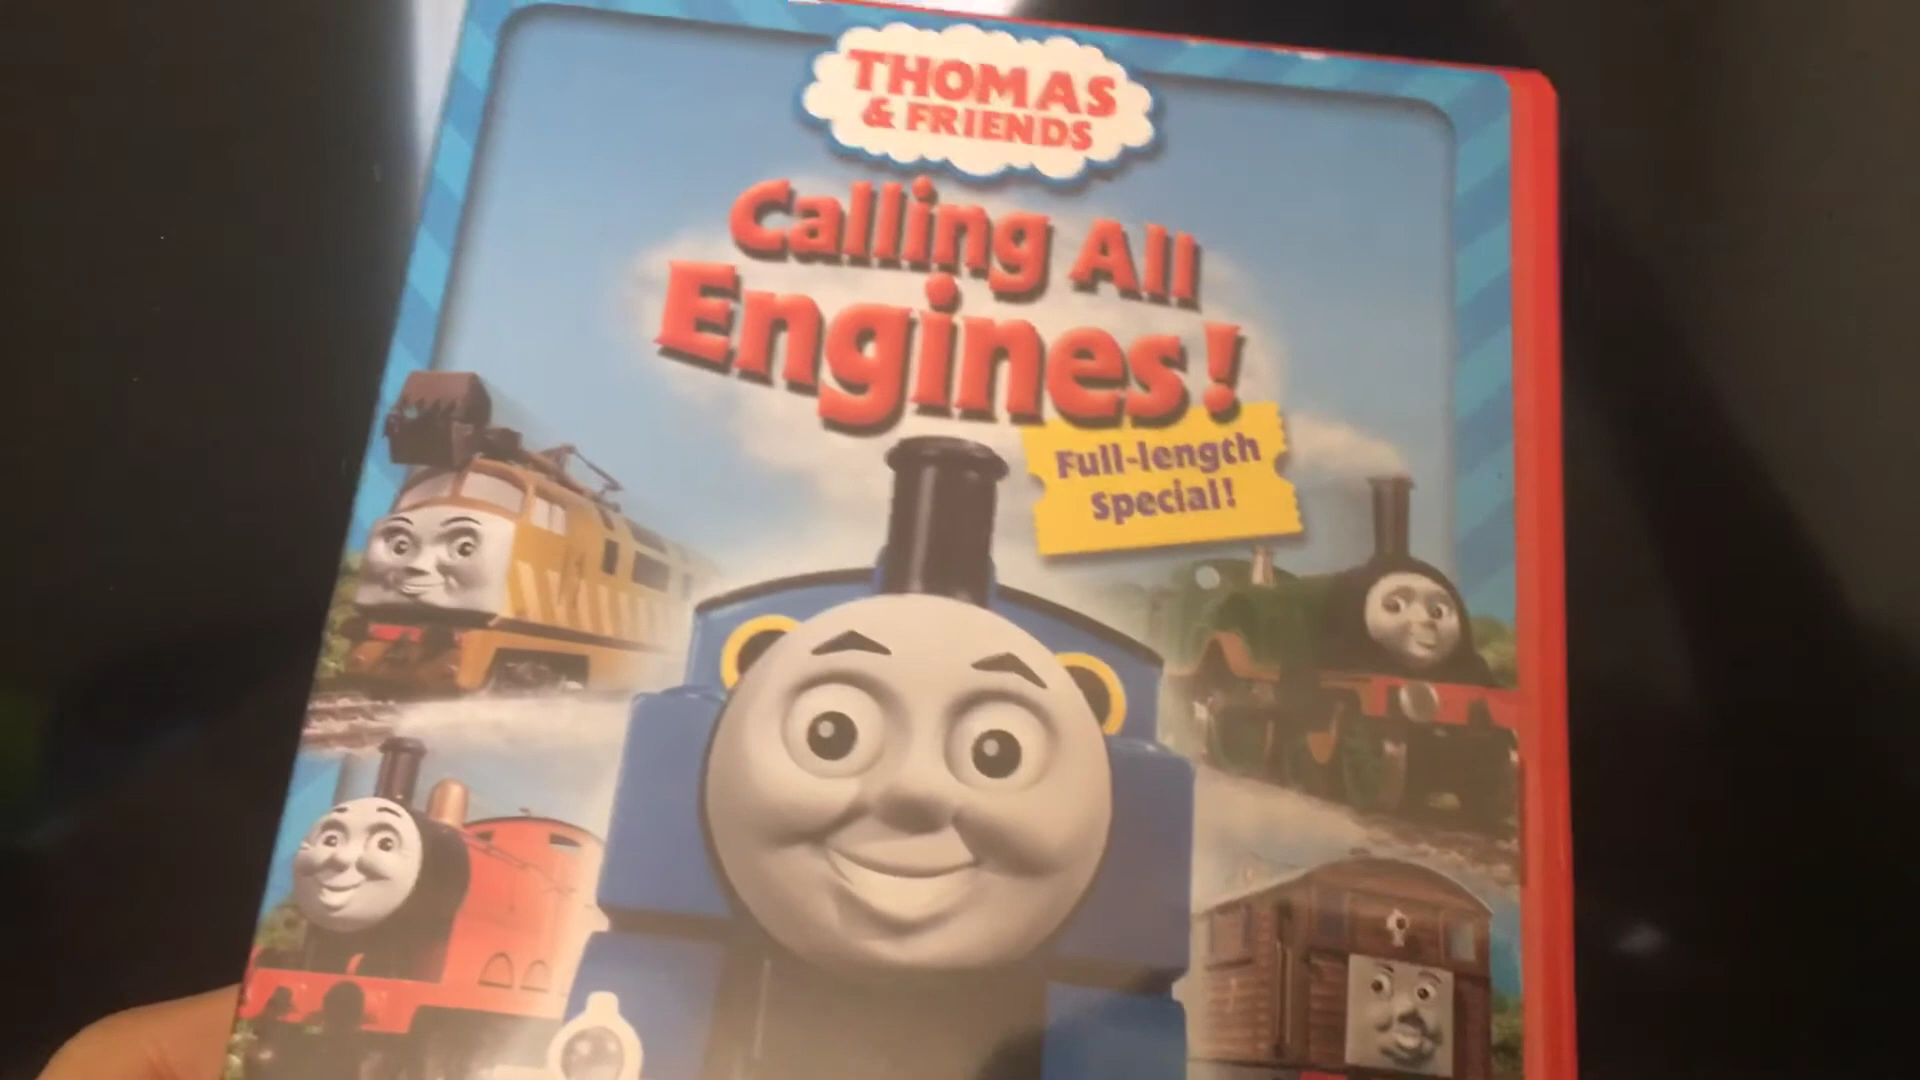 THOMAS
& FRIENDS
Calling All
Engines!
Full-length
special!